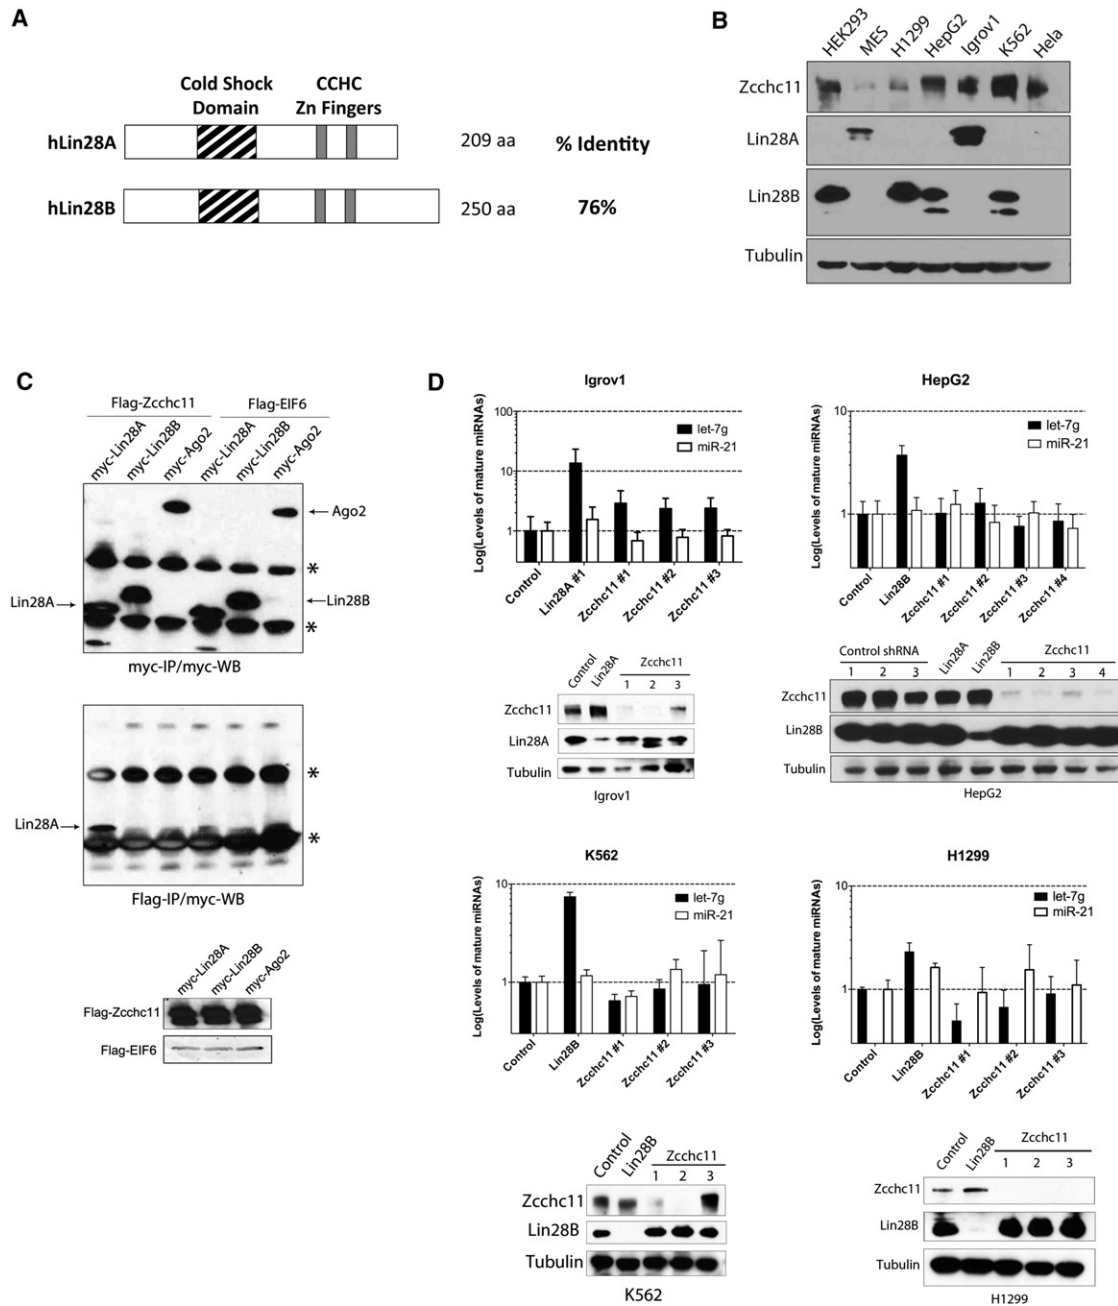 A
Cold Shock Domain
CCHC Zn Fingers
hLin28A
209 aa
% Identity
hLin28B
250 aa
76%
B
HEK293 MES H1299 HepG2 Igrov1 K562 Hela
Zcchc11
Lin28A
Lin28B
Tubulin
C
Flag-Zcchc11 Flag-EIF6
myc-Lin28A myc-Lin28B myc-Ago2 myc-Lin28A myc-Lin28B myc-Ago2
←Ago2
*
Lin28A→
←Lin28B
*
myc-IP/myc-WB
*
Lin28A→
*
Flag-IP/myc-WB
myc-Lin28A myc-Lin28B myc-Ago2
Flag-Zcchc11
Flag-EIF6
D
Igrov1
Log(Levels of mature miRNAs)
100
10
1
let-7g
miR-21
Control Lin28A #1 Zcchc11 #1 Zcchc11 #2 Zcchc11 #3
Control Lin28A Zcchc11
1 2 3
Zcchc11
Lin28A
Tubulin
Igrov1
HepG2
Log(Levels of mature miRNAs)
10
1
let-7g
miR-21
Control Lin28B Zcchc11 #1 Zcchc11 #2 Zcchc11 #3 Zcchc11 #4
Control shRNA Lin28A Lin28B Zcchc11
1 2 3 1 2 3 4
Zcchc11
Lin28B
Tubulin
HepG2
K562
Log(Levels of mature miRNAs)
10
1
let-7g
miR-21
Control Lin28B Zcchc11 #1 Zcchc11 #2 Zcchc11 #3
Control Lin28B Zcchc11
1 2 3
Zcchc11
Lin28B
Tubulin
K562
H1299
Log(Levels of mature miRNAs)
10
1
let-7g
miR-21
Control Lin28B Zcchc11 #1 Zcchc11 #2 Zcchc11 #3
Control Lin28B Zcchc11
1 2 3
Zcchc11
Lin28B
Tubulin
H1299